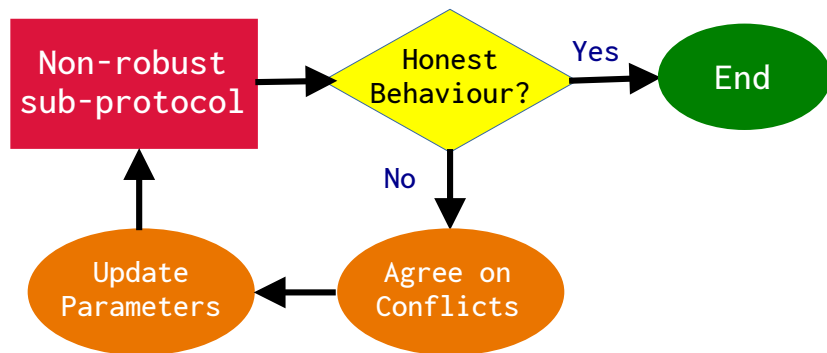 Non-robust
sub-protocol
Honest
Behaviour?
Yes
End
No
Update
Parameters
Agree on
Conflicts